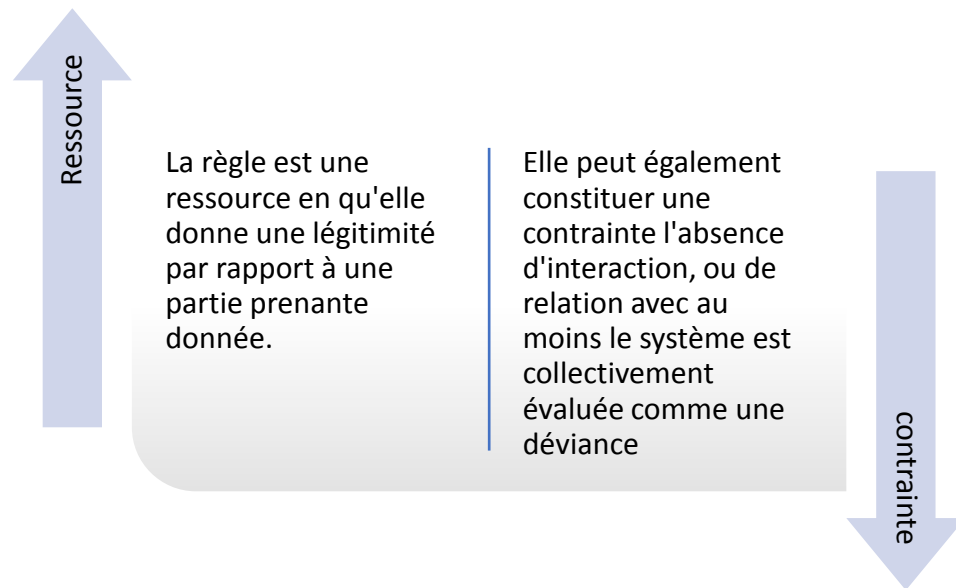 Ressource
La règle est une
ressource en qu'elle
donne une légitimité
par rapport à une
partie prenante
donnée.
Elle peut également
constituer une
contrainte l'absence
d'interaction, ou de
relation avec au
moins le système est
collectivement
évaluée comme une
déviance
contrainte